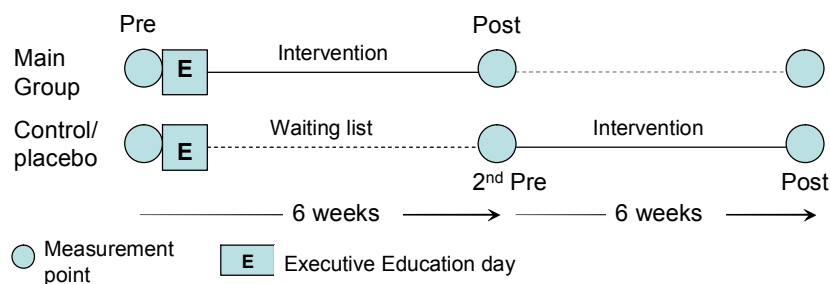 Pre
Post
Main
Group
E
Intervention
Control/
placebo
E
Waiting list
Intervention
2nd Pre
Post
6 weeks
6 weeks
Measurement
point
E
Executive Education day